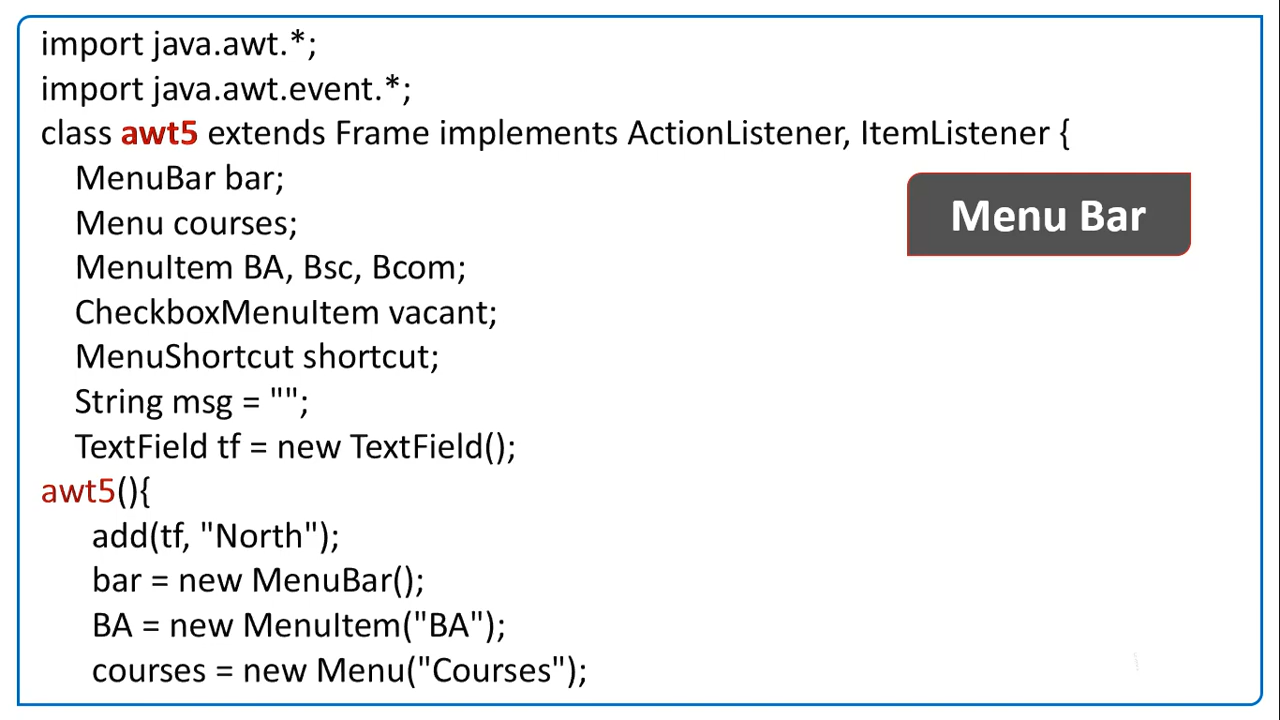 import java.awt.*;
import java.awt.event.*;
class awt5 extends Frame implements ActionListener, ItemListener {
MenuBar bar;
Menu Bar
Menu courses;
MenuItem BA, Bsc, Bcom;
CheckboxMenuItem vacant;
MenuShortcut shortcut;
String msg = "";
TextField tf = new TextField();
awt5(){
add(tf, "North");
bar = new MenuBar();
BA = new MenuItem("BA");
courses = new Menu("Courses");